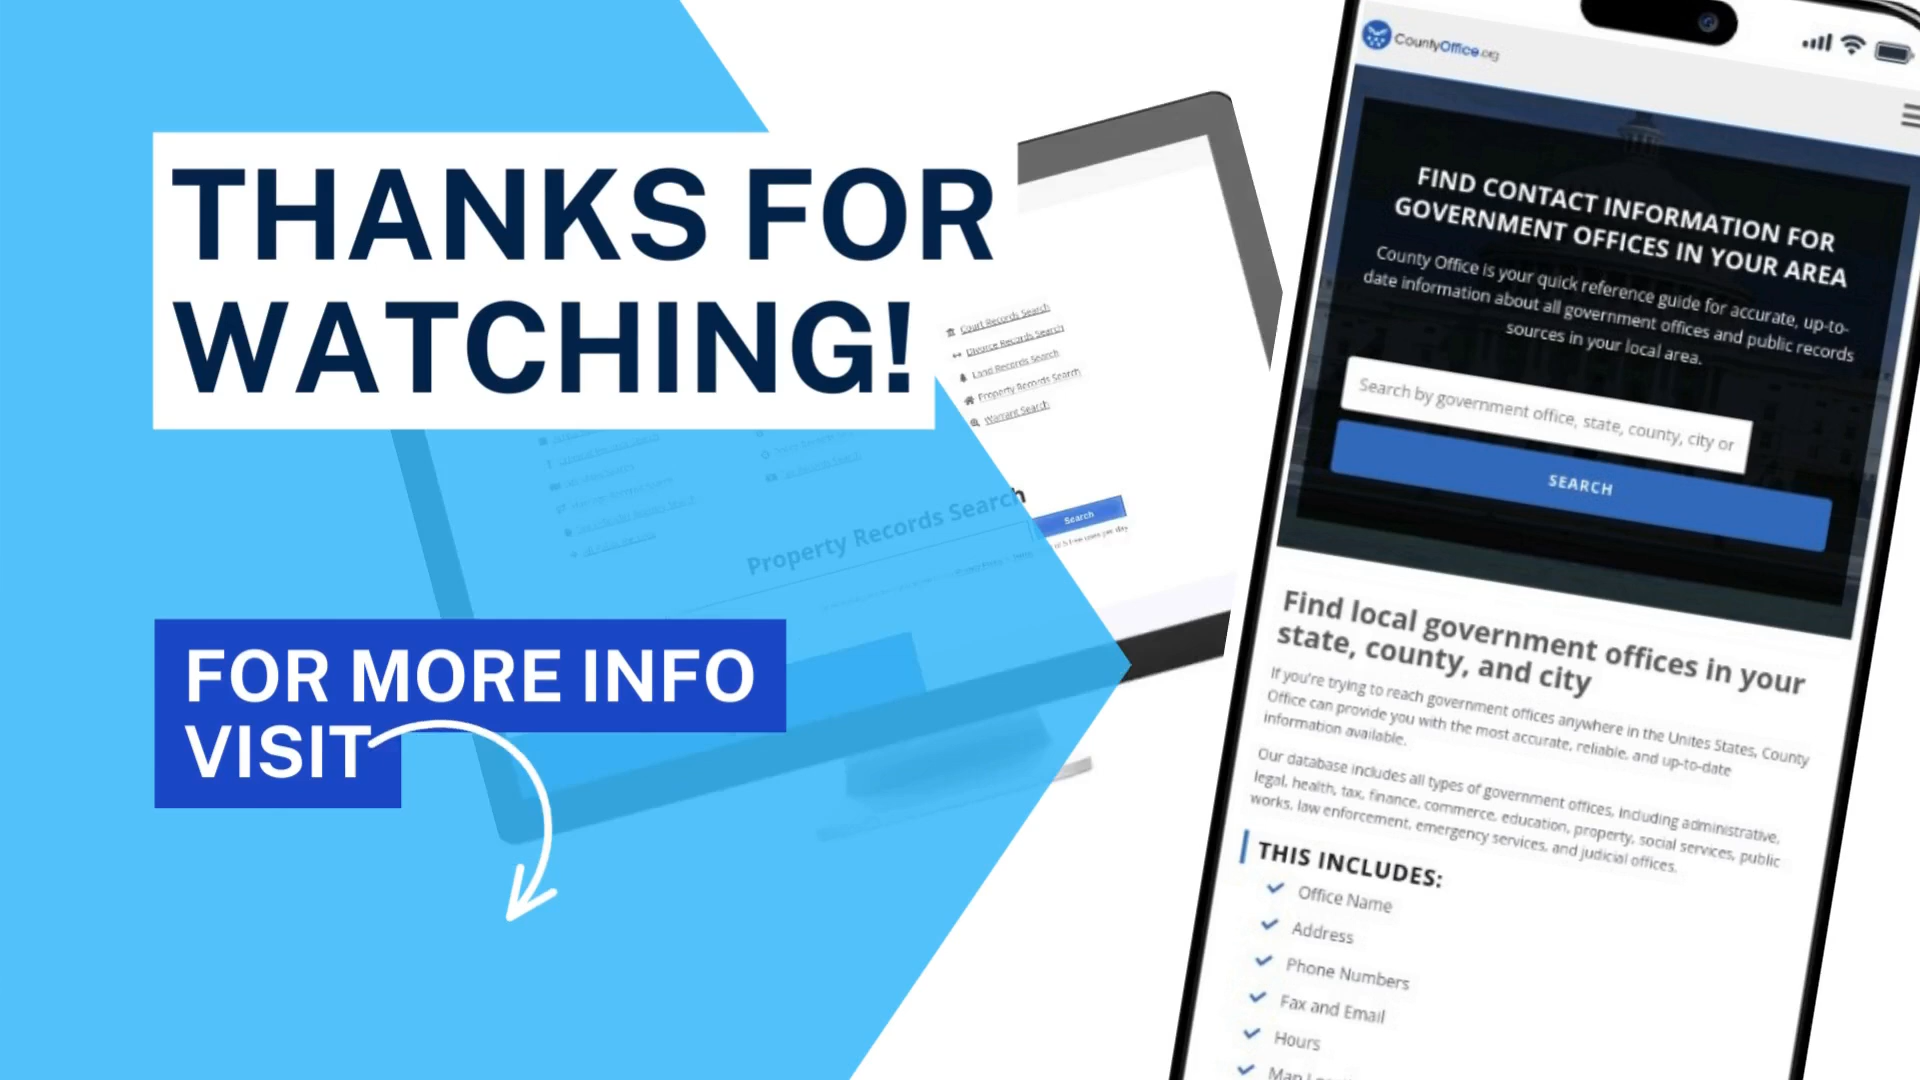 THANKS FOR
WATCHING!
FOR MORE INFO
VISIT
Court Records Search
Divorce Records Search
Land Records Search
Property Records Search
Warrant Search
Property Records Search
Search
of 5 free uses per day
CountyOffice.org
FIND CONTACT INFORMATION FOR
GOVERNMENT OFFICES IN YOUR AREA
County Office is your quick reference guide for accurate, up-to-
date information about all government offices and public records
sources in your local area.
Search by government office, state, county, city or
SEARCH
Find local government offices in your
state, county, and city
If you're trying to reach government offices anywhere in the Unites States, County
Office can provide you with the most accurate, reliable, and up-to-date
information available.
Our database includes all types of government offices, including administrative,
legal, health, tax, finance, commerce, education, property, social services, public
works, law enforcement, emergency services, and judicial offices.
THIS INCLUDES:
Office Name
Address
Phone Numbers
Fax and Email
Hours